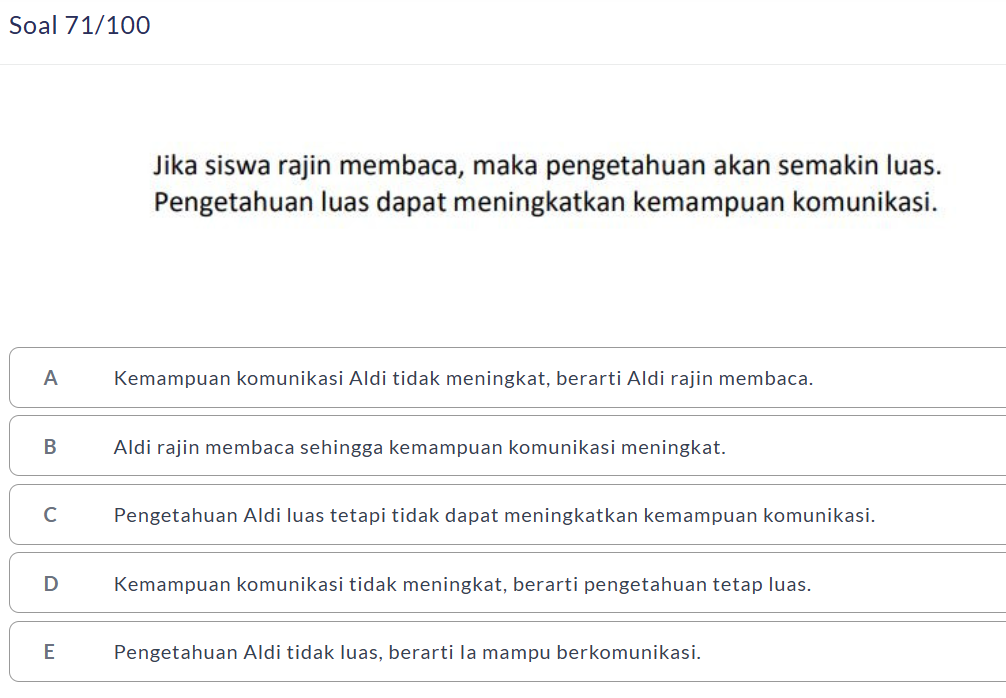 Soal 71/100
Jika siswa rajin membaca, maka pengetahuan akan semakin luas.
Pengetahuan luas dapat meningkatkan kemampuan komunikasi.
A Kemampuan komunikasi Aldi tidak meningkat, berarti Aldi rajin membaca.
B Aldi rajin membaca sehingga kemampuan komunikasi meningkat.
C Pengetahuan Aldi luas tetapi tidak dapat meningkatkan kemampuan komunikasi.
D Kemampuan komunikasi tidak meningkat, berarti pengetahuan tetap luas.
E Pengetahuan Aldi tidak luas, berarti Ia mampu berkomunikasi.